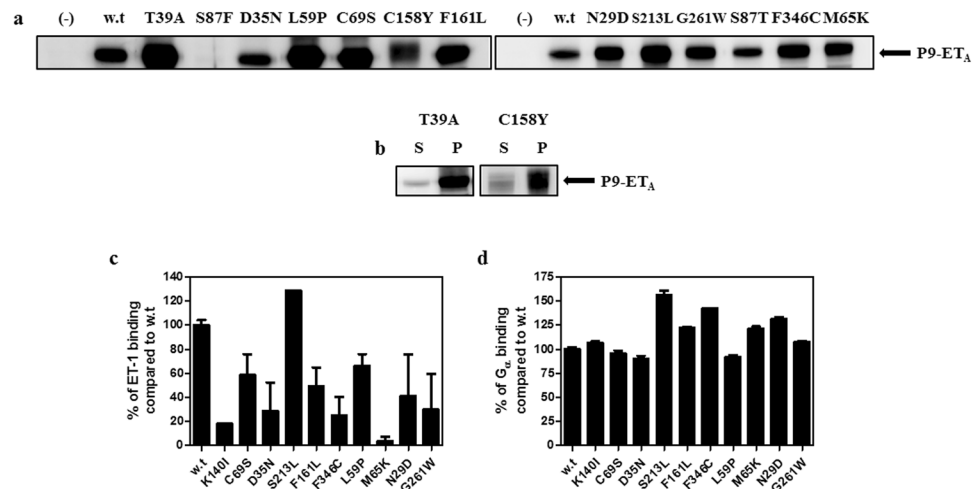 a (-) w.t T39A S87F D35N L59P C69S C158Y F161L (-) w.t N29D S213L G261W S87T F346C M65K
P9-ETA
T39A C158Y
b S P S P
P9-ETA
c
% of ET-1 binding
compared to w.t
140
120
100
80
60
40
20
0
w.t K140I C69S D35N S213L F161L F346C L59P M65K N29D G261W
d
% of Gα binding
compared to w.t
175
150
125
100
75
50
25
0
w.t K140I C69S D35N S213L F161L F346C L59P M65K N29D G261W